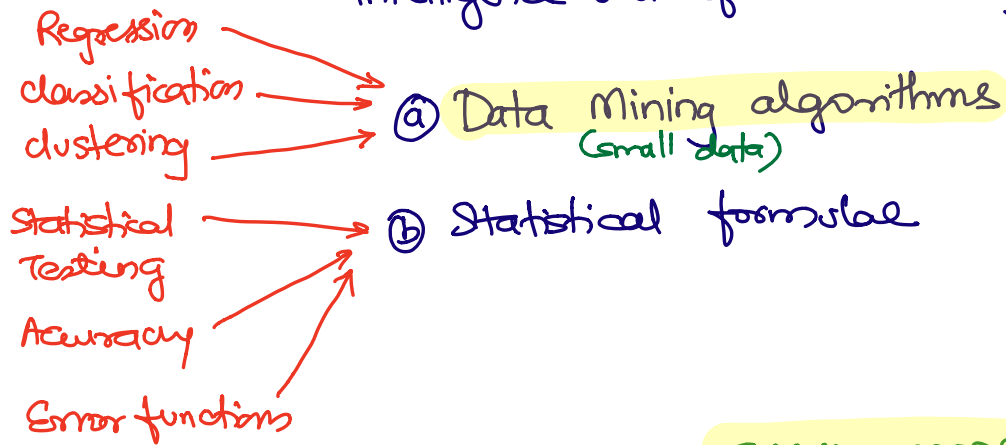 Regression
classification
clustering
ⓐ Data Mining algorithms
(small data)
Statistical
Testing
ⓑ Statistical formulae
Accuracy
Error functions